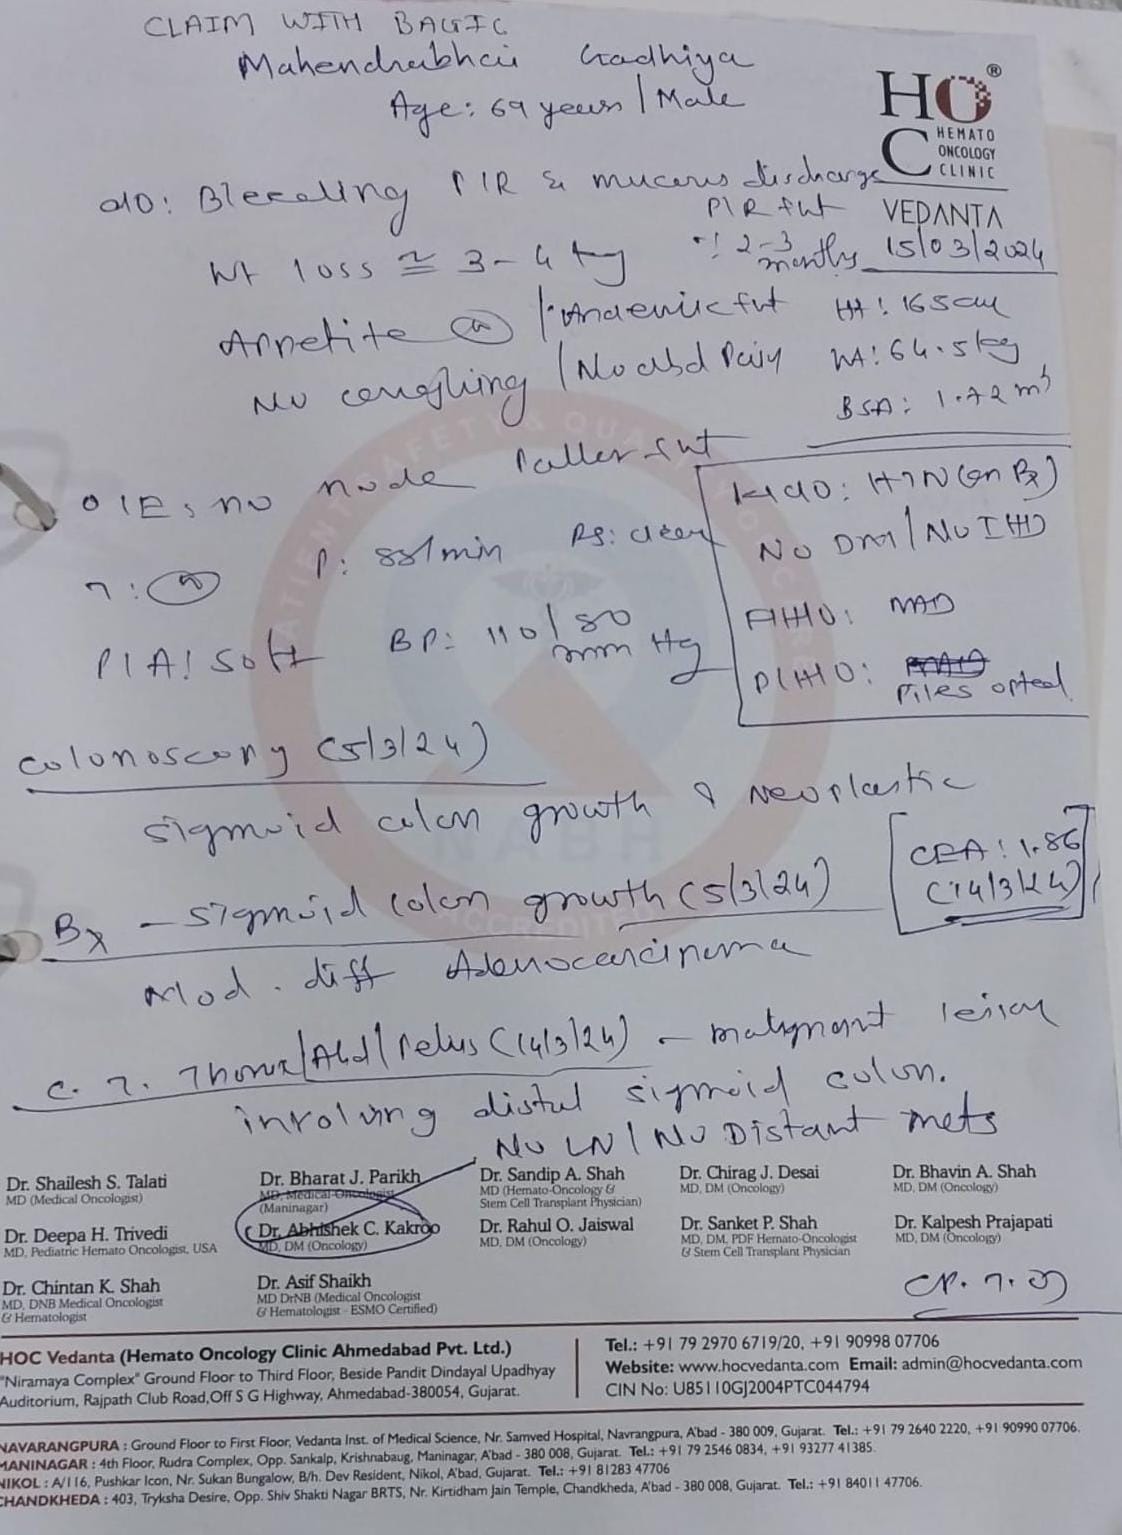 CLAIM WITH BAGIC
Mahendrabhai Gadhiya
Age: 69 years / Male
HOC®
HEMATO
ONCOLOGY
CLINIC
VEDANTA
15/03/2024
Bleeding P/R & mucous discharge
P/R
2-3
months
Wt loss ≅ 3-4 kg
Appetite (N)
No coughing / No abd Pain
Ht: 165cm
Wt: 64.5kg
BSA: 1.72 m
O/E: no node
P: 88/min RS: clear
T: (N)
P/A: Soft BP: 110/80
mm Hg
K/C/O: HTN (on Rx)
No DM / No IHD
F/H/O: NAD
P/H/O:
Piles opted
Colonoscopy (5/3/24)
Sigmoid colon growth ? Neoplastic
CEA: 1.86
(14/3/24)
Bx - Sigmoid colon growth (5/3/24)
Mod. diff Adenocarcinoma
C.T. Thorax/Abd/Pelvis (14/3/24) - malignant lesion
involving distal sigmoid colon.
No LN / No Distant mets
Dr. Shailesh S. Talati
MD (Medical Oncologist)
Dr. Bharat J. Parikh
MD, Medical Oncologist
(Maninagar)
Dr. Sandip A. Shah
MD (Hemato-Oncology &
Stem Cell Transplant Physician)
Dr. Chirag J. Desai
MD, DM (Oncology)
Dr. Bhavin A. Shah
MD, DM (Oncology)
Dr. Deepa H. Trivedi
MD, Pediatric Hemato Oncologist, USA
Dr. Abhishek C. Kakroo
MD, DM (Oncology)
Dr. Rahul O. Jaiswal
MD, DM (Oncology)
Dr. Sanket P. Shah
MD, DM, PDF Hemato-Oncologist
& Stem Cell Transplant Physician
Dr. Kalpesh Prajapati
MD, DM (Oncology)
Dr. Chintan K. Shah
MD, DNB Medical Oncologist
& Hematologist
Dr. Asif Shaikh
MD DrNB (Medical Oncologist
& Hematologist - ESMO Certified)
(P.T.O)
HOC Vedanta (Hemato Oncology Clinic Ahmedabad Pvt. Ltd.)
"Niramaya Complex" Ground Floor to Third Floor, Beside Pandit Dindayal Upadhyay
Auditorium, Rajpath Club Road, Off S G Highway, Ahmedabad-380054, Gujarat.
Tel.: +91 79 2970 6719/20, +91 90998 07706
Website: www.hocvedanta.com Email: admin@hocvedanta.com
CIN No: U85110GJ2004PTC044794
NAVARANGPURA : Ground Floor to First Floor, Vedanta Inst. of Medical Science, Nr. Samved Hospital, Navrangpura, A'bad - 380 009, Gujarat. Tel.: +91 79 2640 2220, +91 90990 07706.
MANINAGAR : 4th Floor, Rudra Complex, Opp. Sankalp, Krishnabaug, Maninagar, A'bad - 380 008, Gujarat. Tel.: +91 79 2546 0834, +91 93277 41385.
NIKOL : A/116, Pushkar Icon, Nr. Sukan Bungalow, B/h. Dev Resident, Nikol, A'bad, Gujarat. Tel.: +91 81283 47706
CHANDKHEDA : 403, Tryksha Desire, Opp. Shiv Shakti Nagar BRTS, Nr. Kirtidham Jain Temple, Chandkheda, A'bad - 380 008, Gujarat. Tel.: +91 84011 47706.